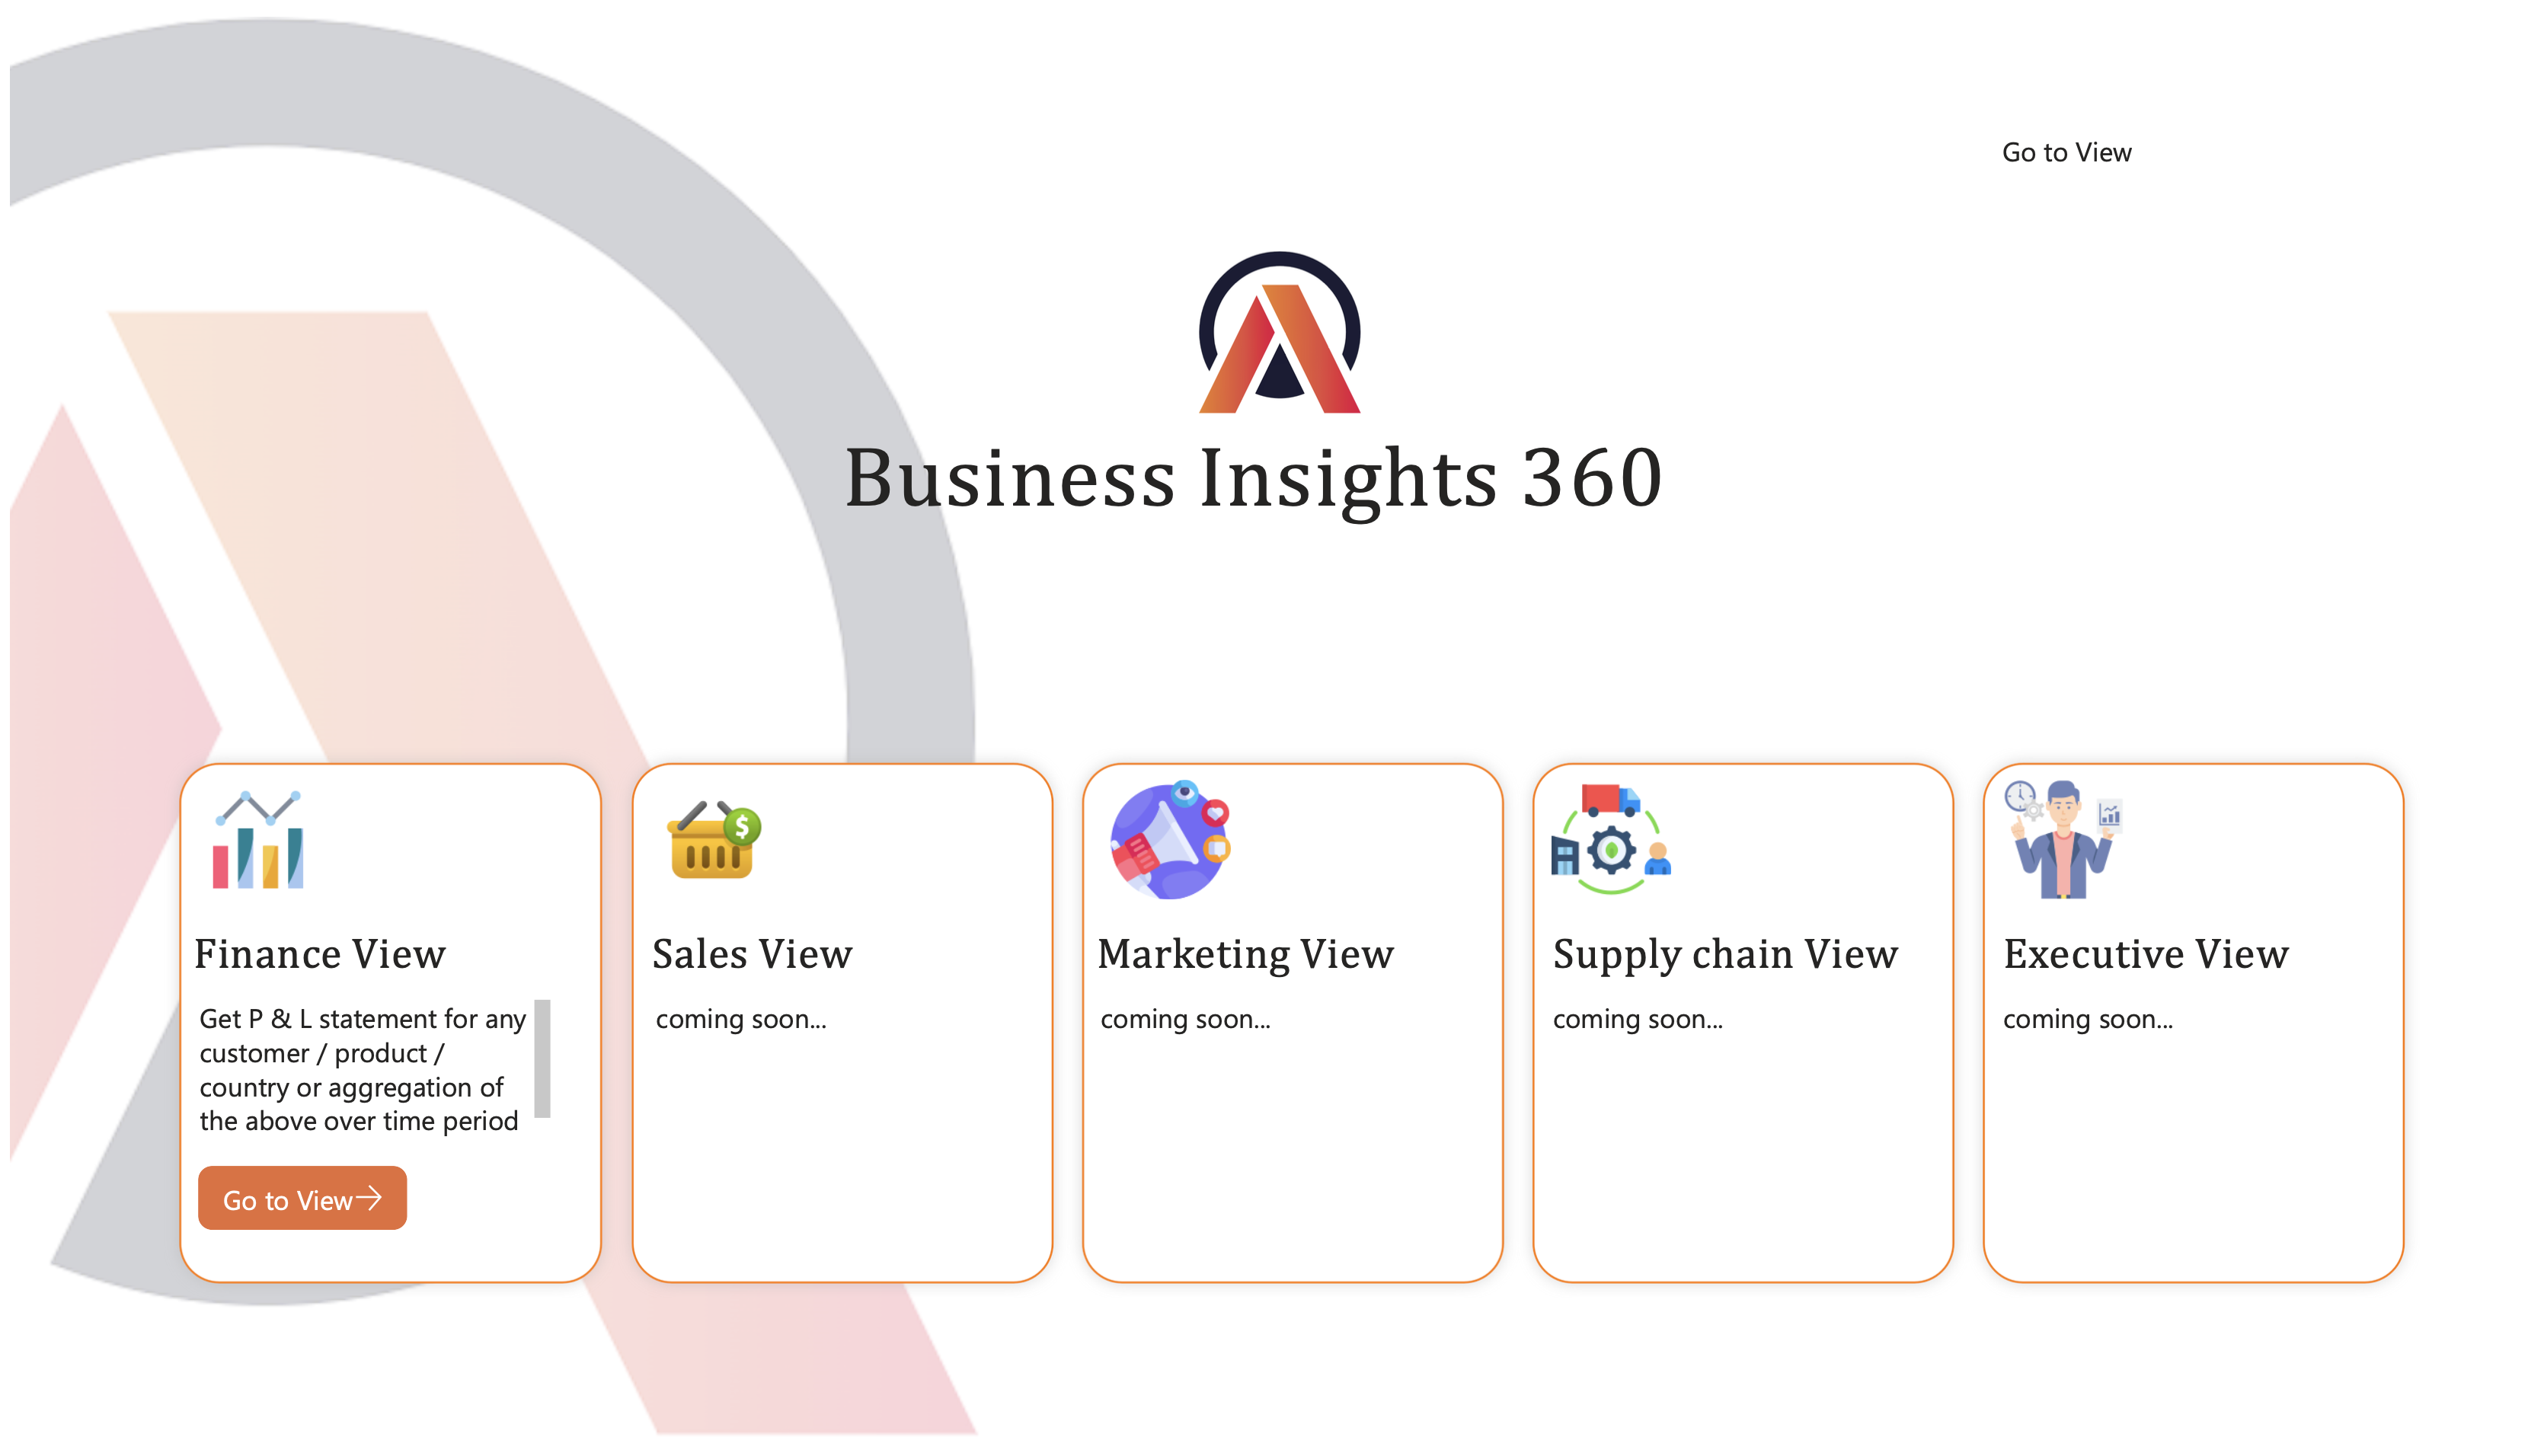 Go to View
Business Insights 360
Finance View
Get P & L statement for any
customer / product /
country or aggregation of
the above over time period
Go to View
Sales View
coming soon...
Marketing View
coming soon...
Supply chain View
coming soon...
Executive View
coming soon...